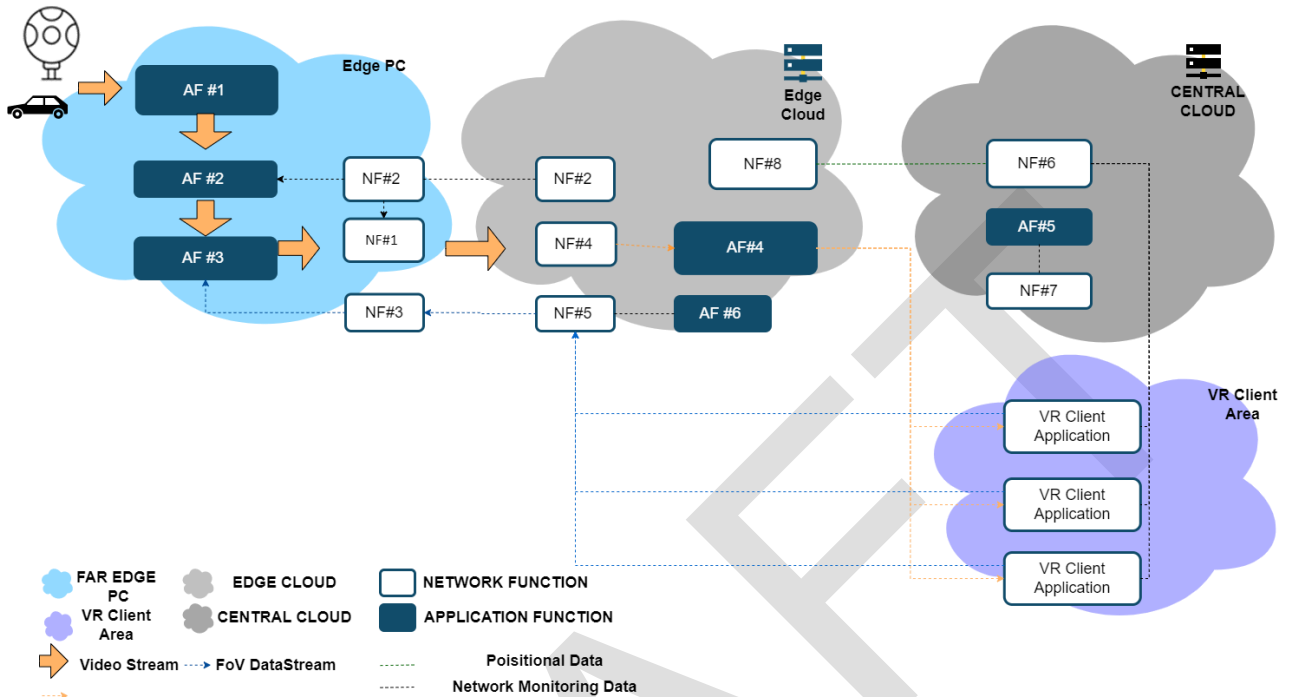 Edge PC
AF #1
AF #2
AF #3
NF#2
NF#1
NF#3
Edge
Cloud
NF#2
NF#8
NF#4
AF#4
NF#5
AF #6
CENTRAL
CLOUD
NF#6
AF#5
NF#7
VR Client
Area
VR Client
Application
VR Client
Application
VR Client
Application
FAR EDGE
PC
EDGE CLOUD
NETWORK FUNCTION
VR Client
Area
CENTRAL CLOUD
APPLICATION FUNCTION
Video Stream
FoV DataStream
Poisitional Data
Network Monitoring Data